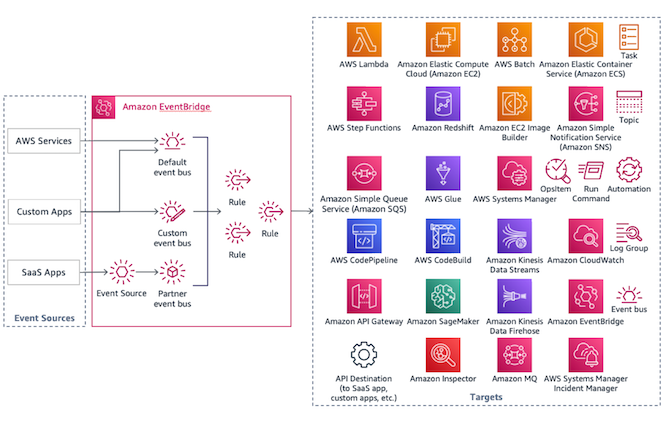 Amazon EventBridge
AWS Services
Custom Apps
SaaS Apps
Event Sources
Default
event bus
Custom
event bus
Event Source
Partner
event bus
Rule
Rule
Rule
AWS Lambda
Amazon Elastic Compute
Cloud (Amazon EC2)
AWS Batch
Amazon Elastic Container
Service (Amazon ECS)
Task
AWS Step Functions
Amazon Redshift
Amazon EC2 Image
Builder
Amazon Simple
Notification Service
(Amazon SNS)
Topic
Amazon Simple Queue
Service (Amazon SQS)
AWS Glue
AWS Systems Manager
OpsItem
Run
Command
Automation
AWS CodePipeline
AWS CodeBuild
Amazon Kinesis
Data Streams
Amazon CloudWatch
Log Group
Amazon API Gateway
Amazon SageMaker
Amazon Kinesis
Data Firehose
Amazon EventBridge
Event bus
API Destination
(to SaaS app,
custom apps, etc.)
Amazon Inspector
Amazon MQ
AWS Systems Manager
Incident Manager
Targets